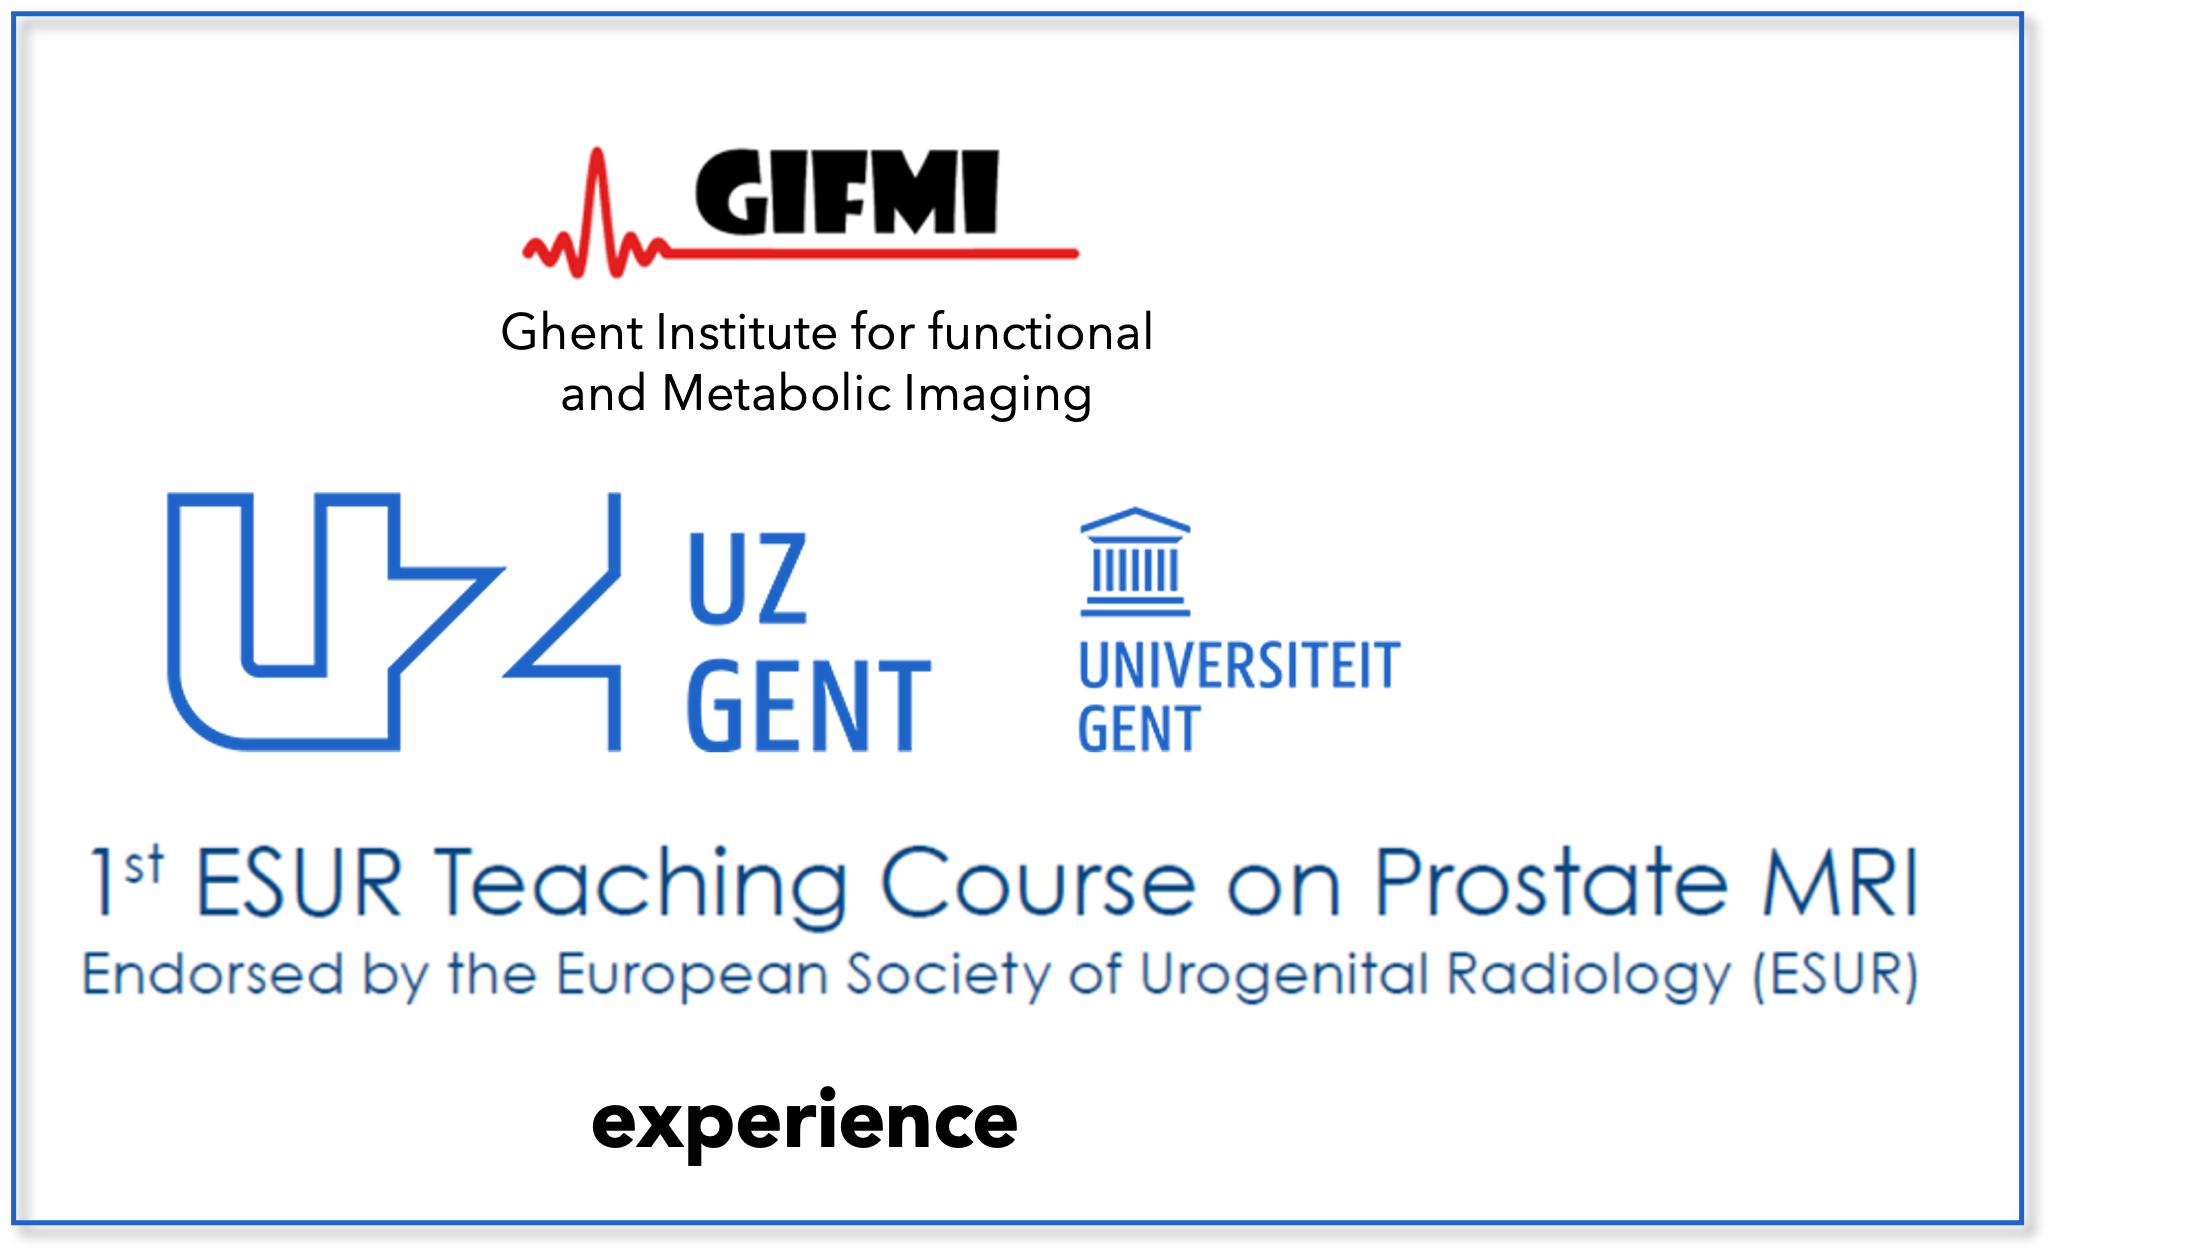 GIFMI
Ghent Institute for functional
and Metabolic Imaging
UZ
UZ
GENT
UNIVERSITEIT
GENT
1st ESUR Teaching Course on Prostate MRI
Endorsed by the European Society of Urogenital Radiology (ESUR)
experience